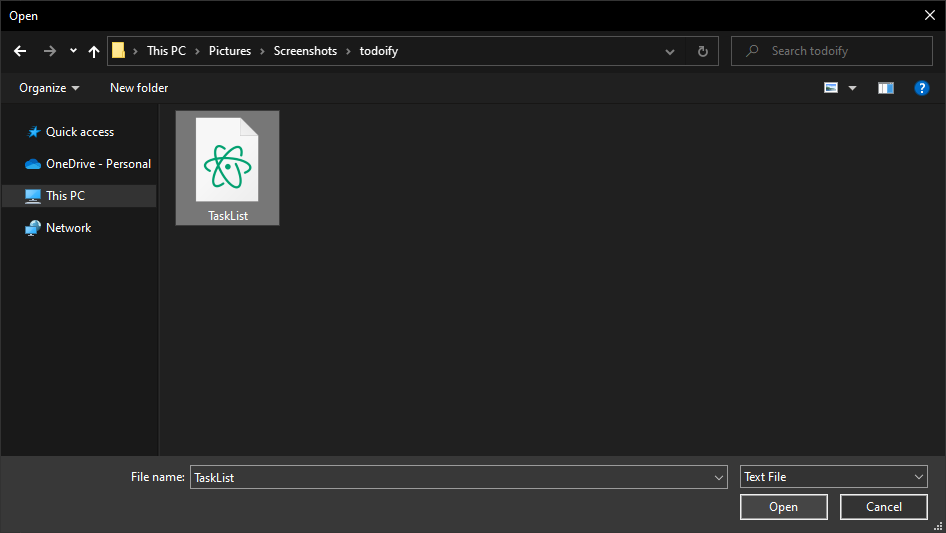 Open
This PC > Pictures > Screenshots > todoify
Search todoify
Organize
New folder
?
Quick access
OneDrive - Personal
This PC
Network
TaskList
File name: TaskList
Text File
Open
Cancel